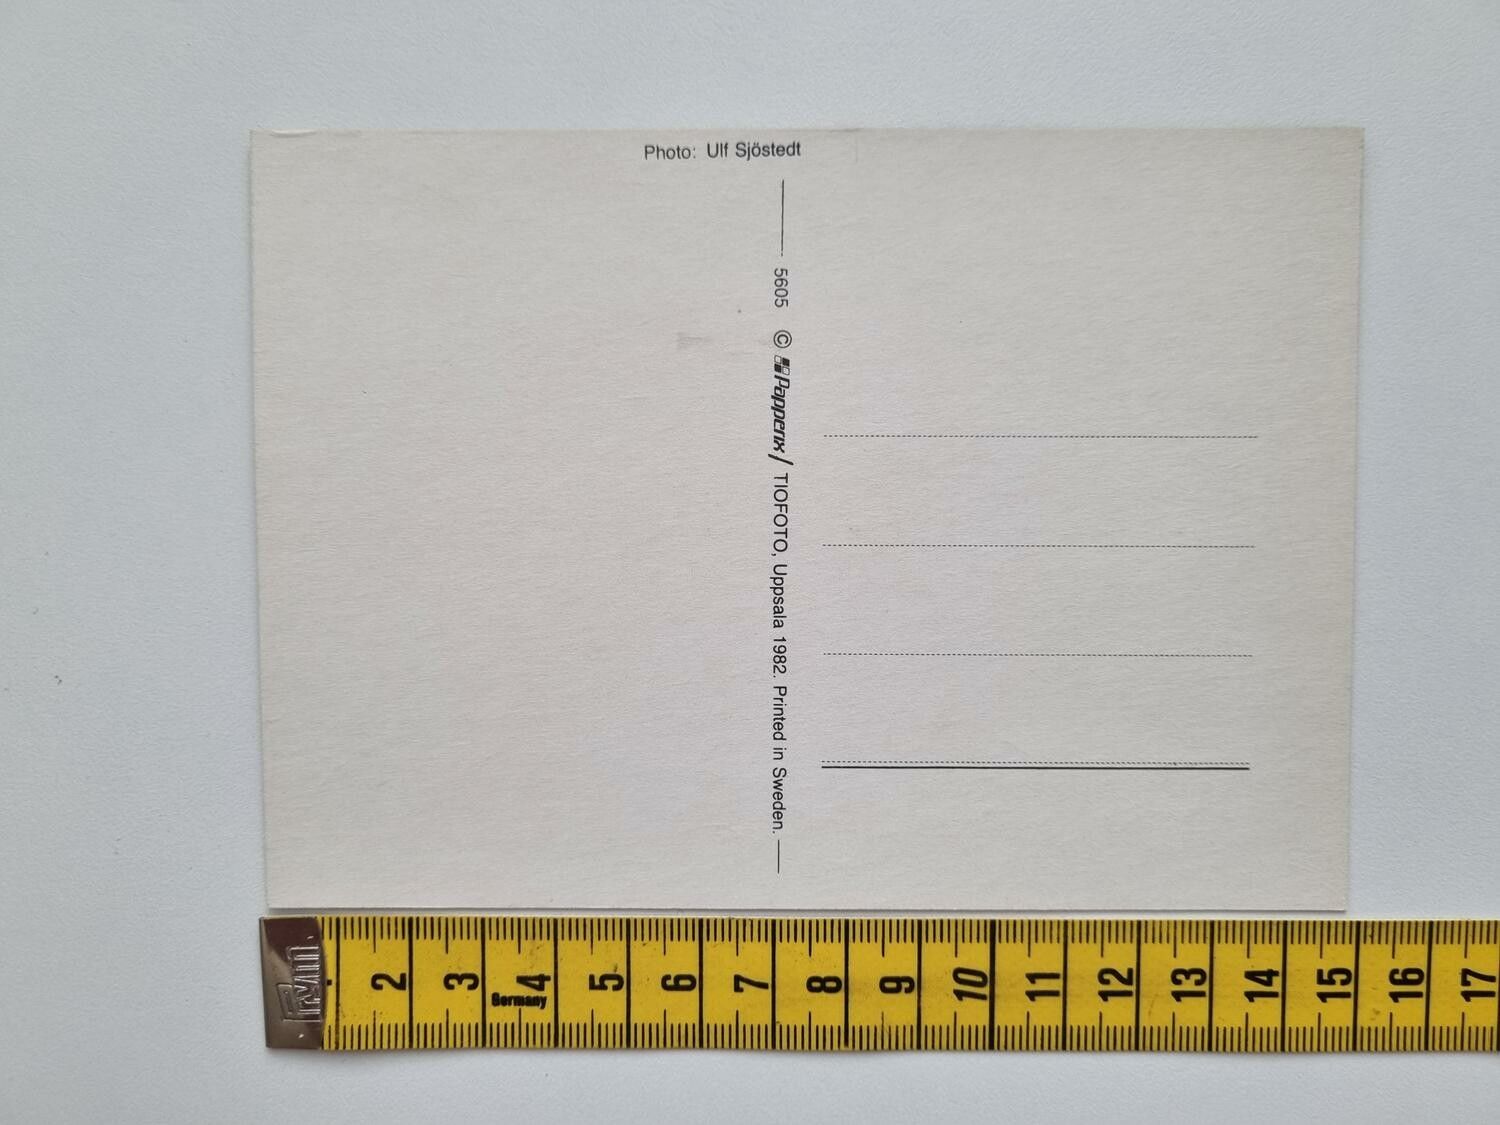 Photo: Ulf Sjöstedt
5605 © Papperix / TIOFOTO, Uppsala 1982. Printed in Sweden.
Prym
2 3 4 5 6 7 8 9 10 11 12 13 14 15 16 17
Germany